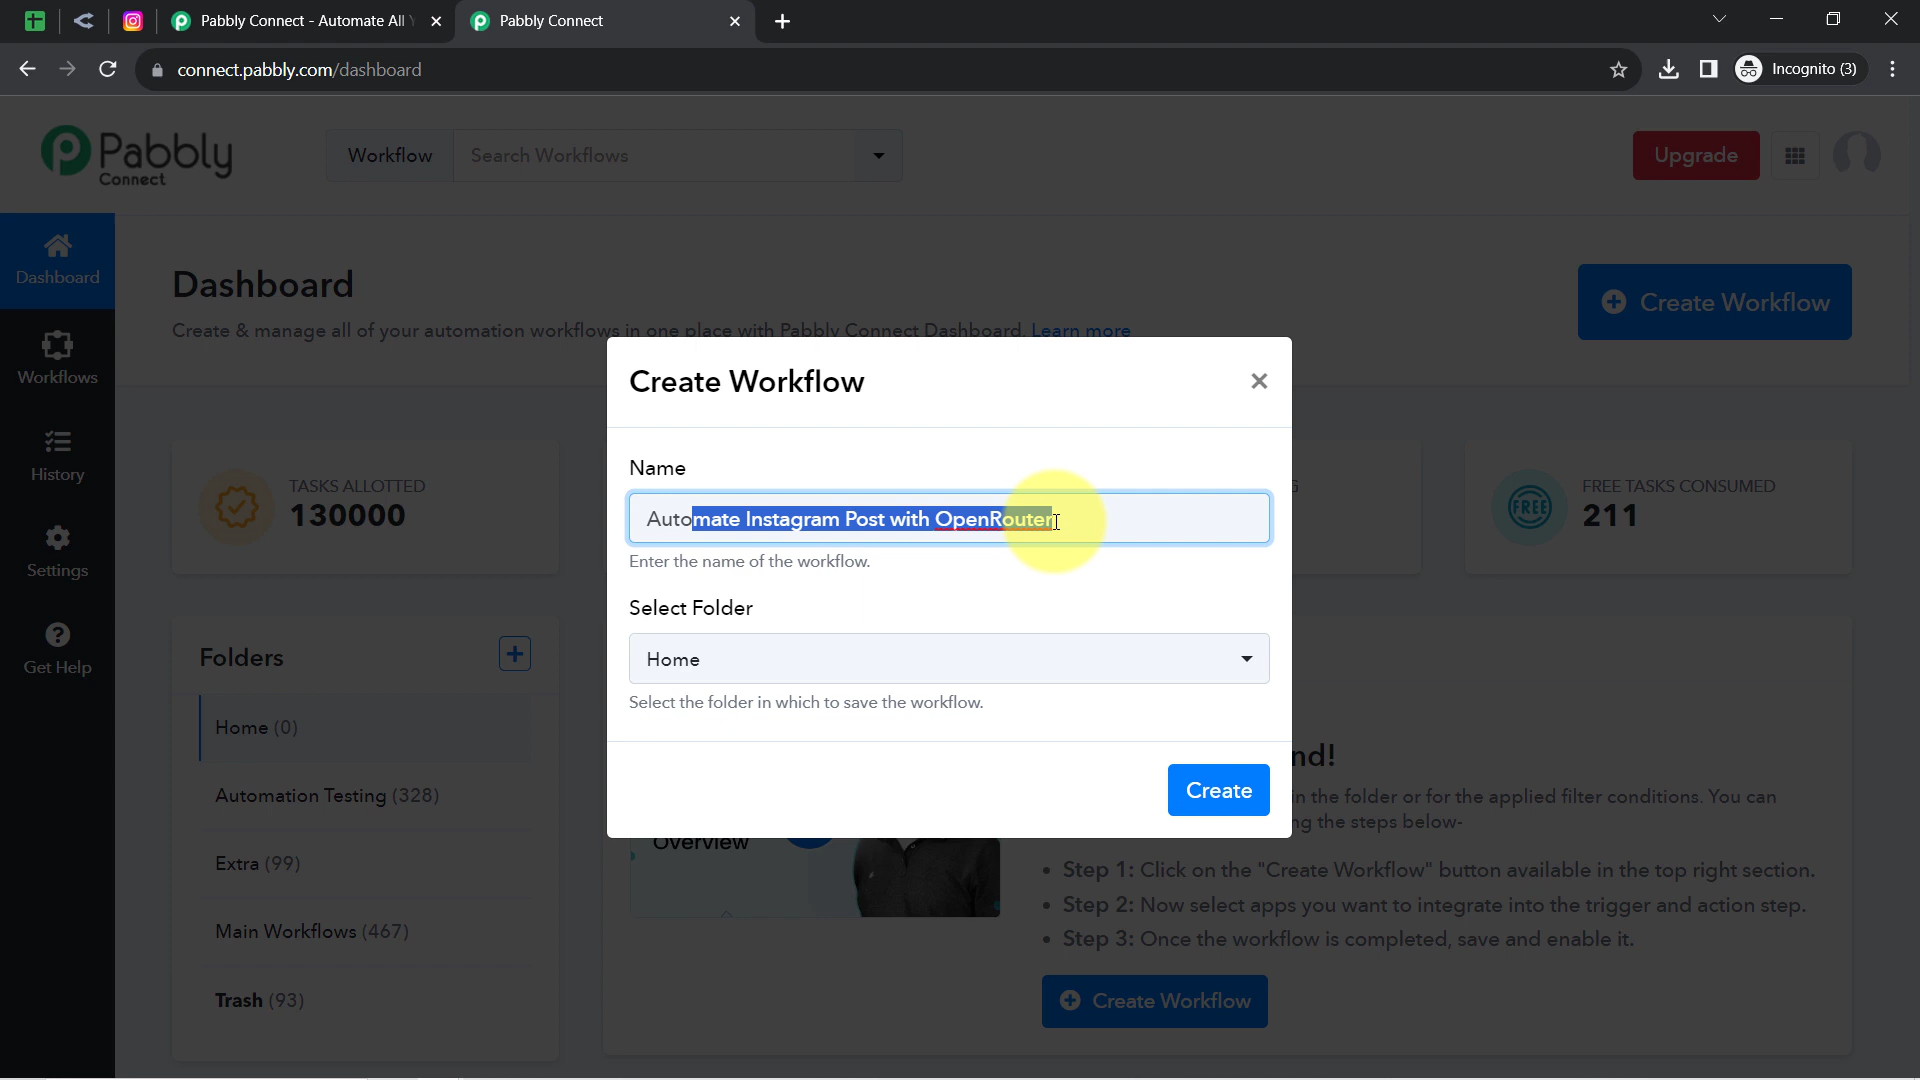 Pabbly Connect - Automate All Y
Pabbly Connect
connect.pabbly.com/dashboard
Incognito (3)
Pabbly
Connect
Workflow
Search Workflows
Upgrade
Dashboard
Workflows
History
Settings
Get Help
Dashboard
Create & manage all of your automation workflows in one place with Pabbly Connect Dashboard. Learn more
Create Workflow
TASKS ALLOTTED
130000
FREE TASKS CONSUMED
FREE
211
Folders
Home (0)
Automation Testing (328)
Extra (99)
Main Workflows (467)
Trash (93)
Create Workflow
Name
Automate Instagram Post with OpenRouter
Enter the name of the workflow.
Select Folder
Home
Select the folder in which to save the workflow.
Create
nd!
in the folder or for the applied filter conditions. You can
ng the steps below-
Overview
• Step 1: Click on the "Create Workflow" button available in the top right section.
• Step 2: Now select apps you want to integrate into the trigger and action step.
• Step 3: Once the workflow is completed, save and enable it.
Create Workflow